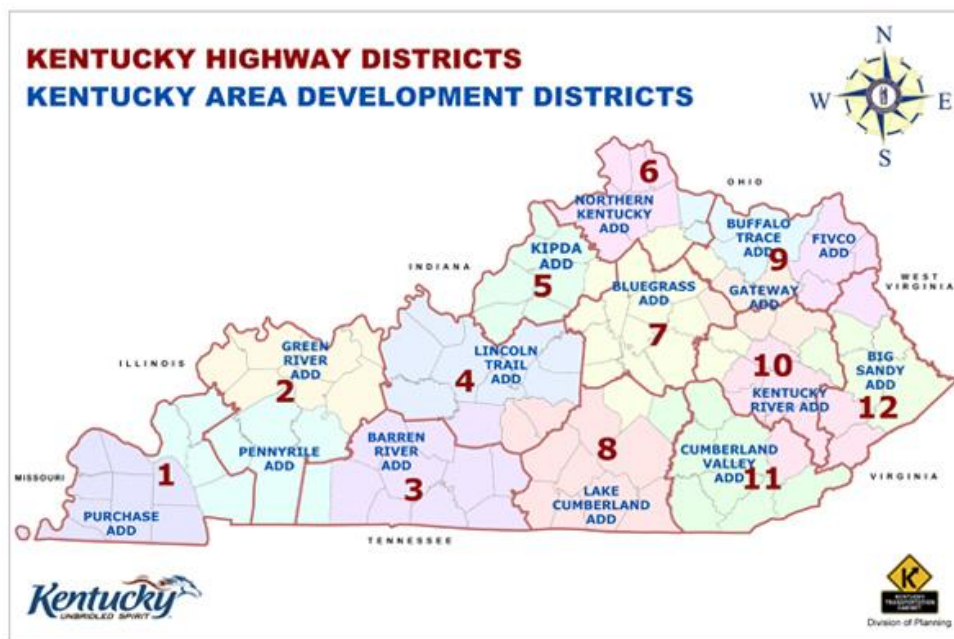 KENTUCKY HIGHWAY DISTRICTS
KENTUCKY AREA DEVELOPMENT DISTRICTS
N
W
E
S
6
OHIO
NORTHERN
KENTUCKY
ADD
BUFFALO
TRACE
ADD
9
FIVCO
ADD
KIPDA
ADD
5
INDIANA
WEST
VIRGINIA
BLUEGRASS
ADD
7
GATEWAY
ADD
GREEN
RIVER
ADD
2
ILLINOIS
LINCOLN
TRAIL
ADD
4
10
KENTUCKY
RIVER ADD
BIG
SANDY
ADD
12
PENNYRILE
ADD
BARREN
RIVER
ADD
3
8
CUMBERLAND
VALLEY
ADD
11
MISSOURI
1
VIRGINIA
PURCHASE
ADD
LAKE
CUMBERLAND
ADD
TENNESSEE
Kentucky
UNBRIDLED SPIRIT
KENTUCKY
TRANSPORTATION
CABINET
Division of Planning